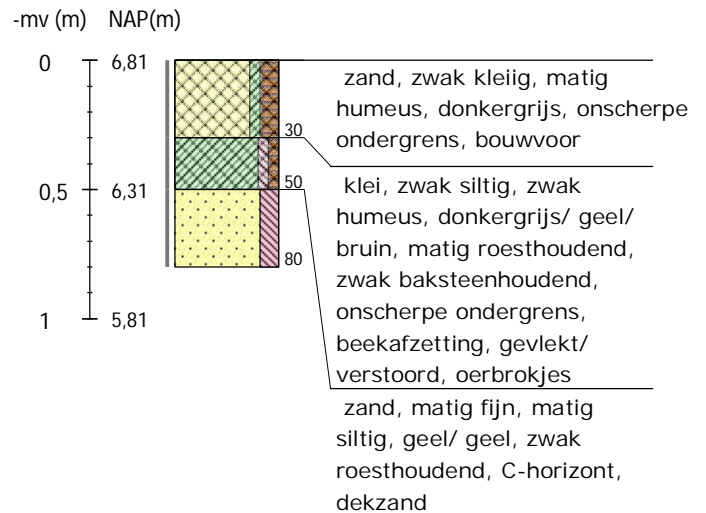 -mv (m) NAP(m)
0 6,81
zand, zwak kleiig, matig
humeus, donkergrijs, onscherpe
ondergrens, bouwvoor
30
klei, zwak siltig, zwak
humeus, donkergrijs/ geel/
bruin, matig roesthoudend,
zwak baksteenhoudend,
onscherpe ondergrens,
beekafzetting, gevlekt/
verstoord, oerbrokjes
50
0,5 6,31
zand, matig fijn, matig
siltig, geel/ geel, zwak
roesthoudend, C-horizont,
dekzand
80
1 5,81